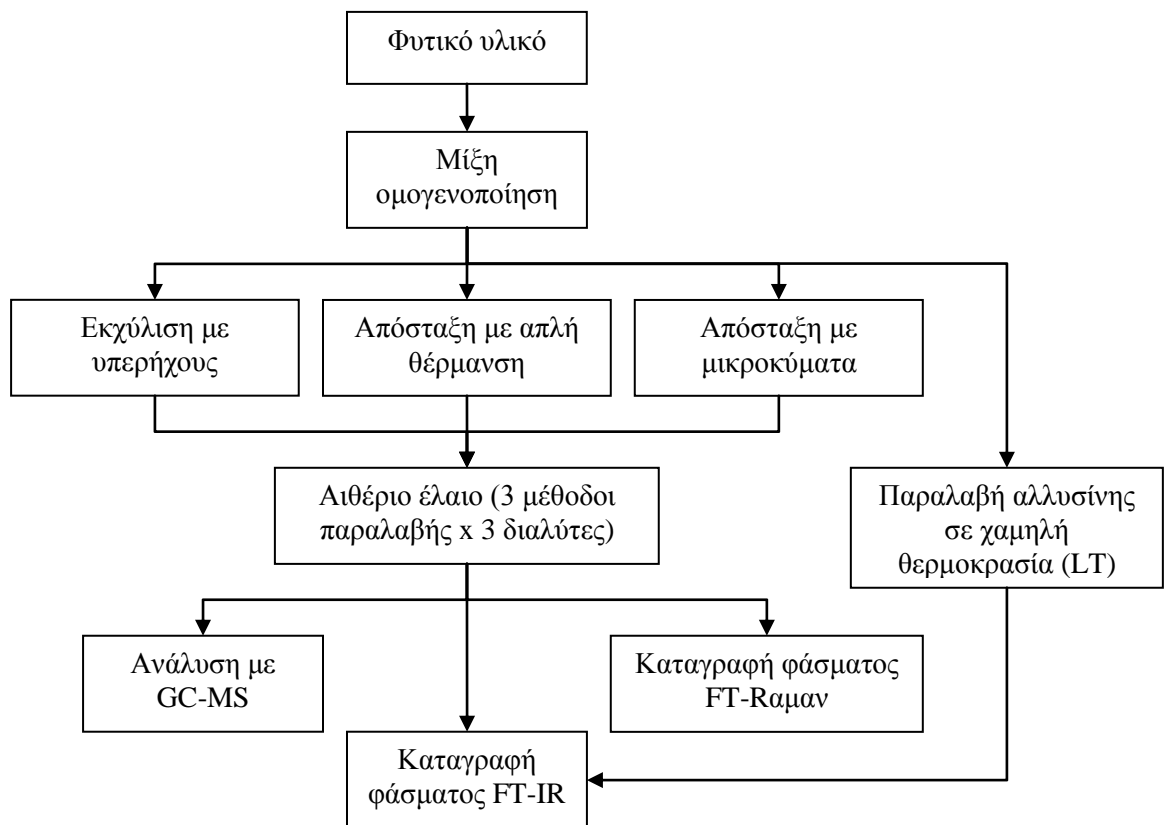 Φυτικό υλικό
Μίξη
ομογενοποίηση
Εκχύλιση με
υπερήχους
Απόσταξη με απλή
θέρμανση
Απόσταξη με
μικροκύματα
Αιθέριο έλαιο (3 μέθοδοι
παραλαβής x 3 διαλύτες)
Παραλαβή αλλυσίνης
σε χαμηλή
θερμοκρασία (LT)
Ανάλυση με
GC-MS
Καταγραφή φάσματος
FT-Rαμαν
Καταγραφή
φάσματος FT-IR